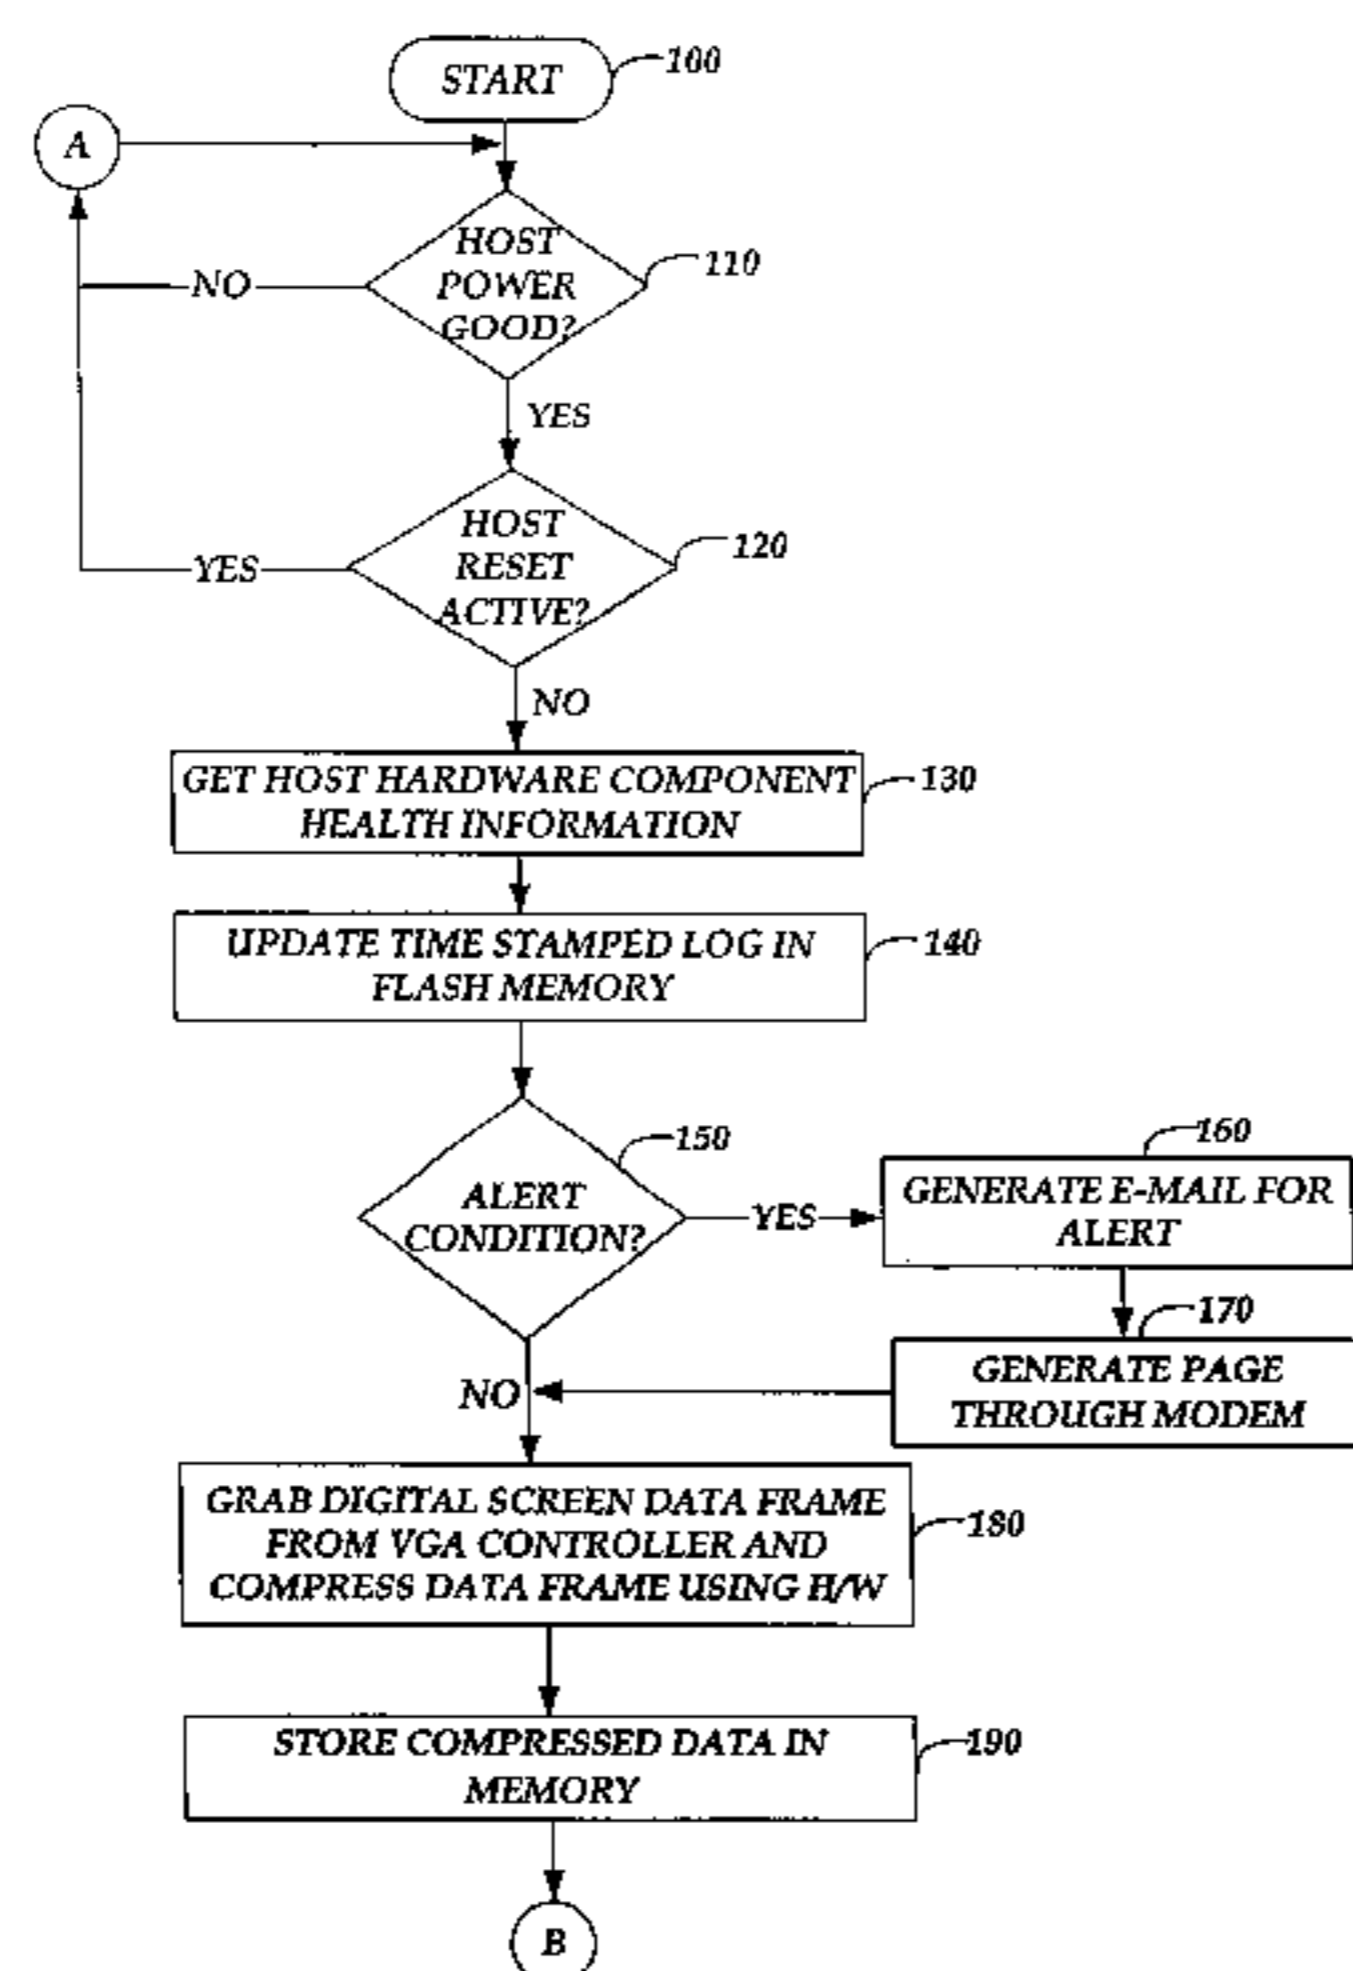 START
100
A
HOST
POWER
GOOD?
110
NO
YES
HOST
RESET
ACTIVE?
120
YES
NO
GET HOST HARDWARE COMPONENT
HEALTH INFORMATION
130
UPDATE TIME STAMPED LOG IN
FLASH MEMORY
140
ALERT
CONDITION?
150
YES
160
GENERATE E-MAIL FOR
ALERT
170
GENERATE PAGE
THROUGH MODEM
NO
GRAB DIGITAL SCREEN DATA FRAME
FROM VGA CONTROLLER AND
COMPRESS DATA FRAME USING H/W
180
STORE COMPRESSED DATA IN
MEMORY
190
B